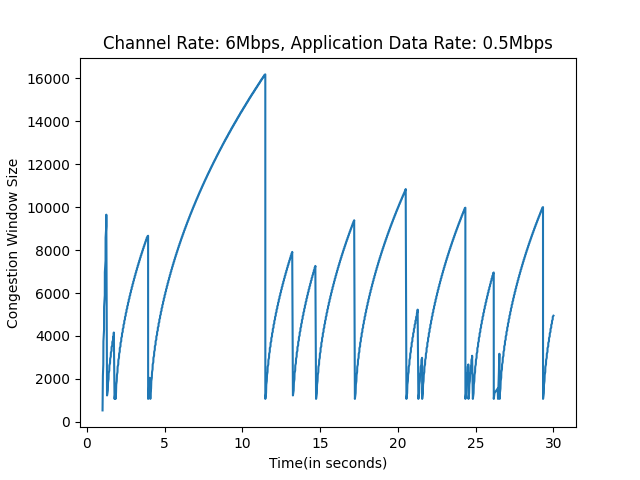 Channel Rate: 6Mbps, Application Data Rate: 0.5Mbps
16000
14000
12000
10000
8000
6000
4000
2000
0
Congestion Window Size
0 5 10 15 20 25 30
Time(in seconds)